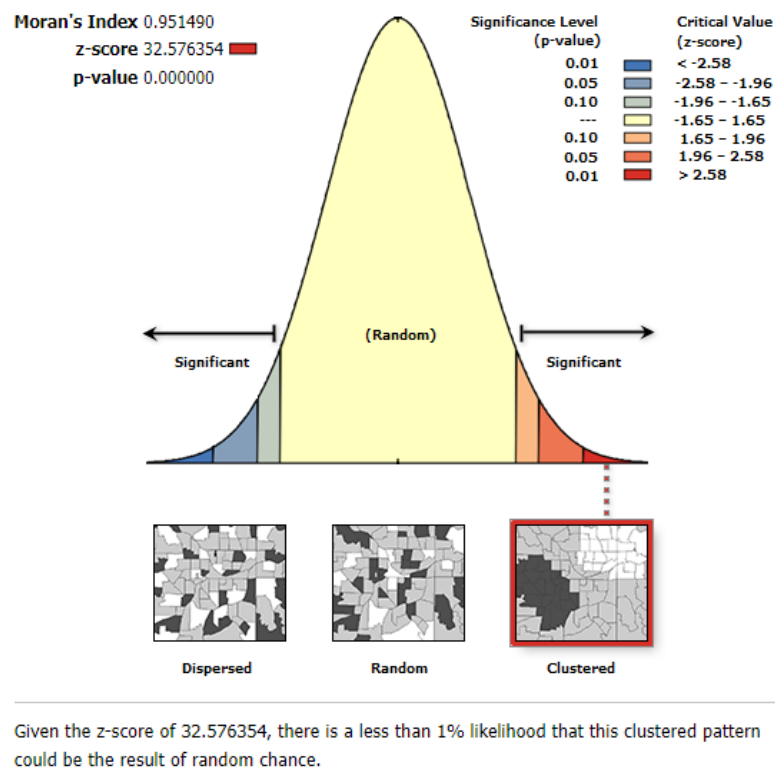 Moran's Index 0.951490
z-score 32.576354
p-value 0.000000
Significance Level (p-value)
Critical Value (z-score)
0.01 < -2.58
0.05 -2.58 – -1.96
0.10 -1.96 – -1.65
--- -1.65 – 1.65
0.10 1.65 – 1.96
0.05 1.96 – 2.58
0.01 > 2.58
(Random)
Significant
Significant
Dispersed
Random
Clustered
Given the z-score of 32.576354, there is a less than 1% likelihood that this clustered pattern
could be the result of random chance.